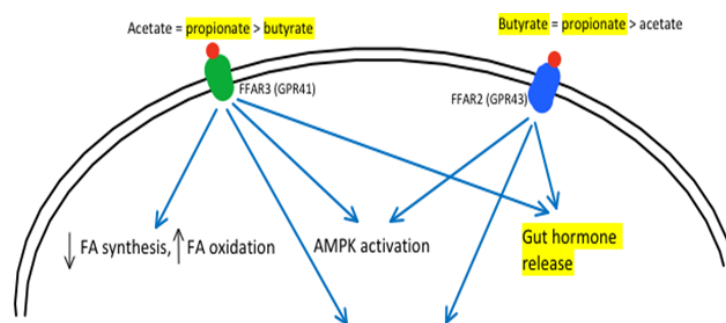 Acetate = propionate > butyrate
Butyrate = propionate > acetate
FFAR3 (GPR41)
FFAR2 (GPR43)
↓ FA synthesis, ↑ FA oxidation
AMPK activation
Gut hormone
release